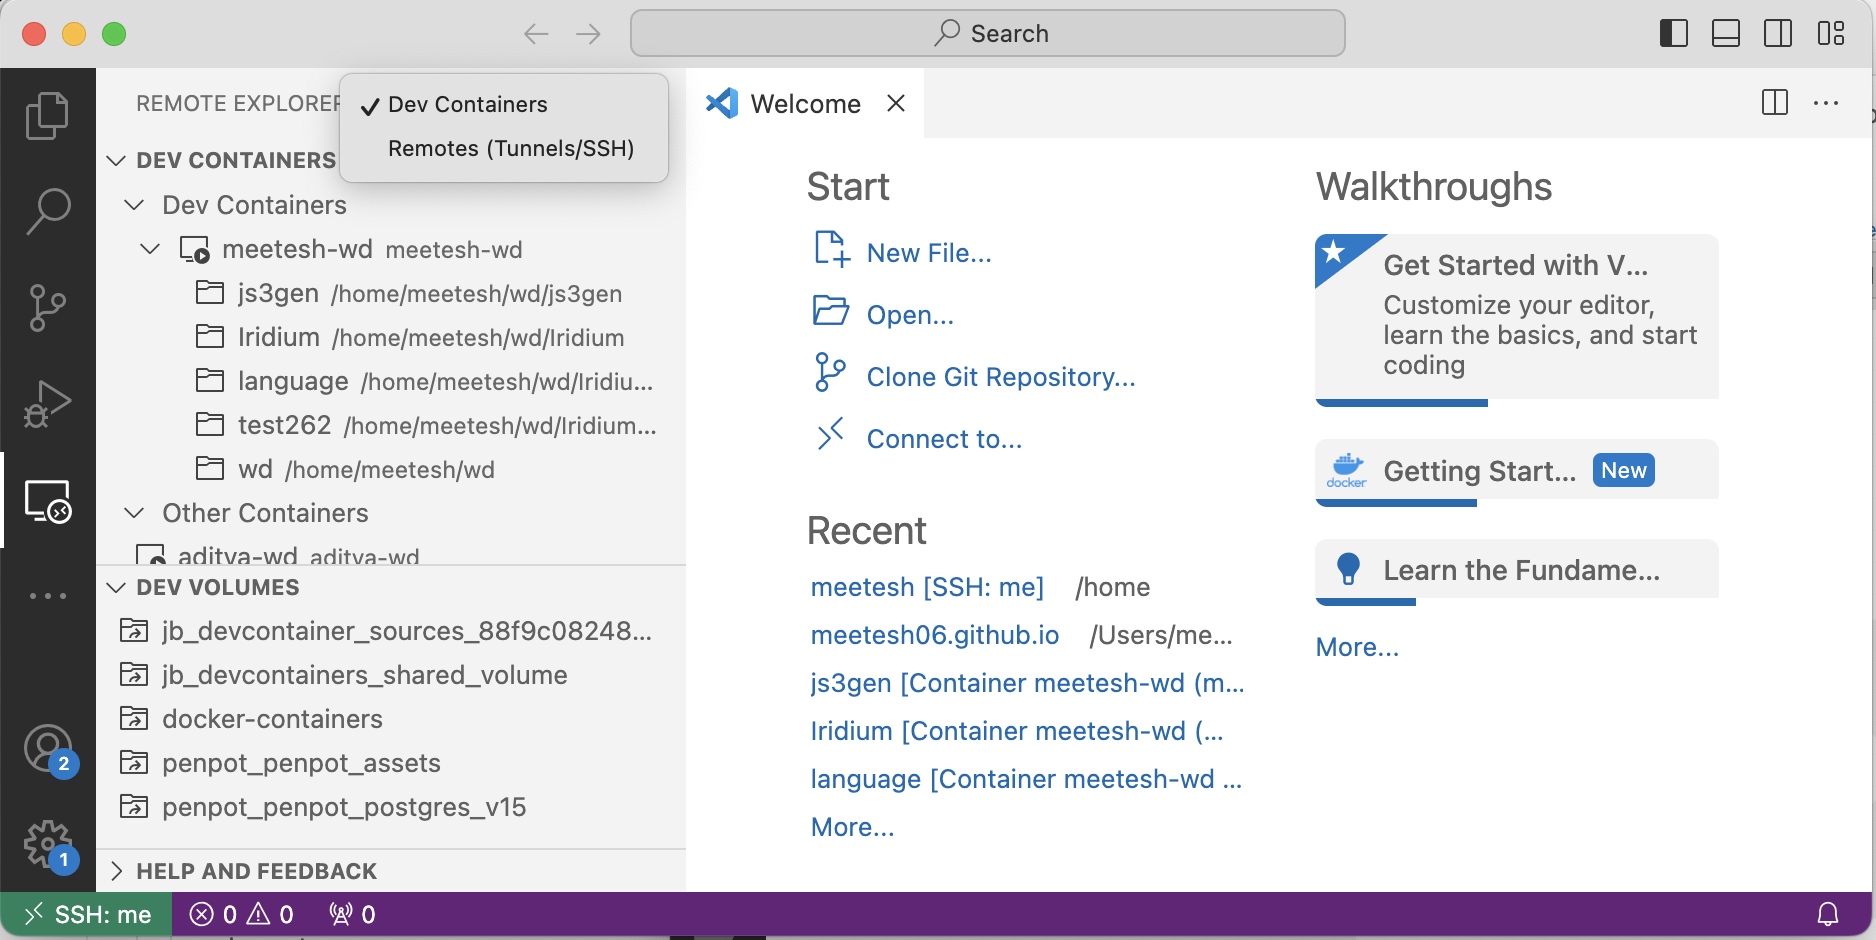 Search
REMOTE EXPLORER
Dev Containers
Remotes (Tunnels/SSH)
DEV CONTAINERS
Dev Containers
meetesh-wd meetesh-wd
js3gen /home/meetesh/wd/js3gen
Iridium /home/meetesh/wd/Iridium
language /home/meetesh/wd/Iridiu...
test262 /home/meetesh/wd/Iridium...
wd /home/meetesh/wd
Other Containers
aditya-wd aditya-wd
DEV VOLUMES
jb_devcontainer_sources_88f9c08248...
jb_devcontainers_shared_volume
docker-containers
penpot_penpot_assets
penpot_penpot_postgres_v15
HELP AND FEEDBACK
2
1
Welcome
Start
New File...
Open...
Clone Git Repository...
Connect to...
Recent
meetesh [SSH: me] /home
meetesh06.github.io /Users/me...
js3gen [Container meetesh-wd (m...
Iridium [Container meetesh-wd (...
language [Container meetesh-wd ...
More...
Walkthroughs
Get Started with V...
Customize your editor,
learn the basics, and start
coding
docker
Getting Start... New
Learn the Fundame...
More...
SSH: me 0 0 0